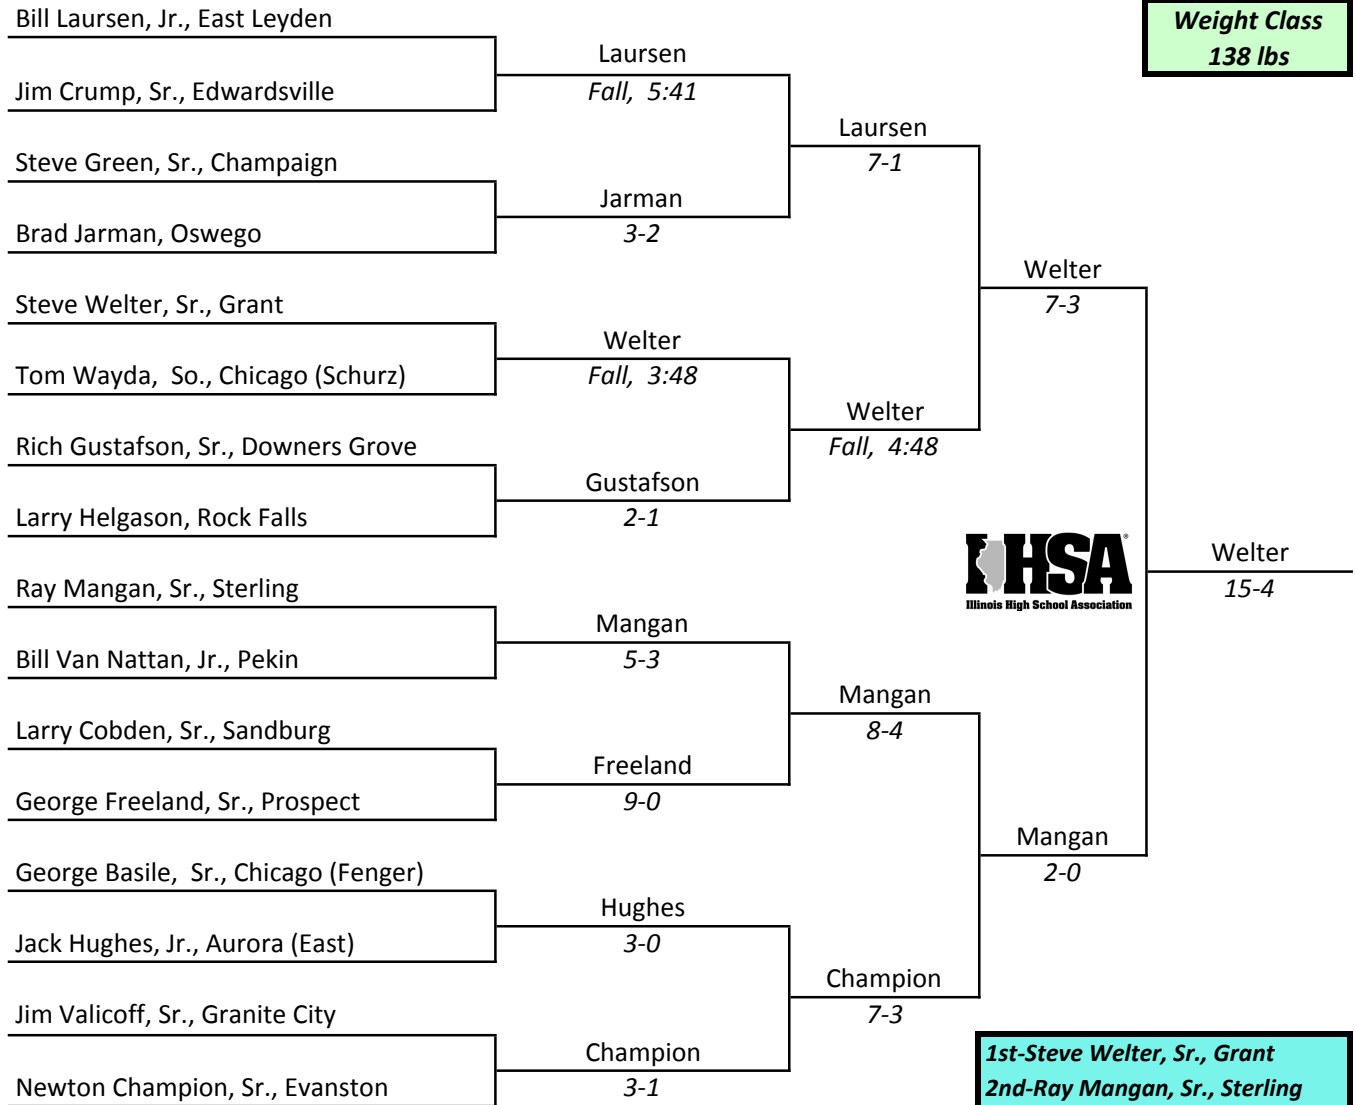 Bill Laursen, Jr., East Leyden
Weight Class
138 lbs
Laursen
Fall, 5:41
Jim Crump, Sr., Edwardsville
Laursen
7-1
Steve Green, Sr., Champaign
Jarman
3-2
Brad Jarman, Oswego
Welter
7-3
Steve Welter, Sr., Grant
Welter
Fall, 3:48
Tom Wayda, So., Chicago (Schurz)
Welter
Fall, 4:48
Rich Gustafson, Sr., Downers Grove
Gustafson
2-1
Larry Helgason, Rock Falls
IHSA®
Illinois High School Association
Welter
15-4
Ray Mangan, Sr., Sterling
Mangan
5-3
Bill Van Nattan, Jr., Pekin
Mangan
8-4
Larry Cobden, Sr., Sandburg
Freeland
9-0
George Freeland, Sr., Prospect
Mangan
2-0
George Basile, Sr., Chicago (Fenger)
Hughes
3-0
Jack Hughes, Jr., Aurora (East)
Champion
7-3
Jim Valicoff, Sr., Granite City
Champion
3-1
Newton Champion, Sr., Evanston
1st-Steve Welter, Sr., Grant
2nd-Ray Mangan, Sr., Sterling